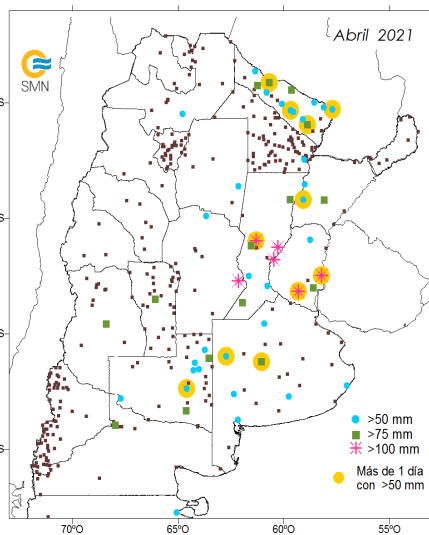 Abril 2021
SMN
>50 mm
>75 mm
>100 mm
Más de 1 día
con >50 mm
70°O
65°O
60°O
55°O